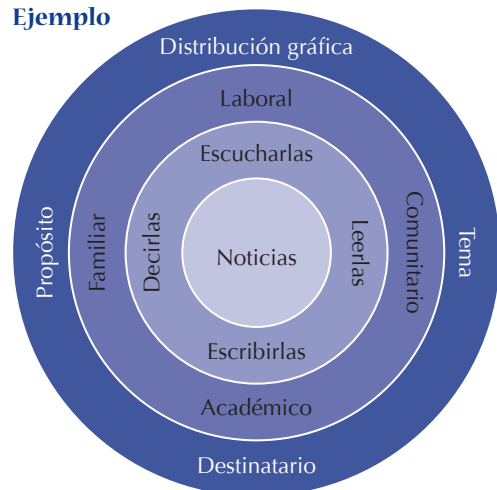 Ejemplo
Distribución gráfica
Laboral
Escucharlas
Propósito
Familiar
Decirlas
Noticias
Leerlas
Comunitario
Tema
Escribirlas
Académico
Destinatario